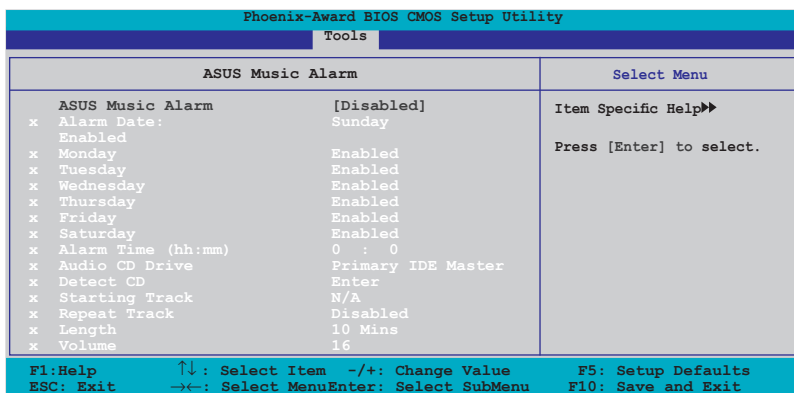 Phoenix-Award BIOS CMOS Setup Utility
Tools
ASUS Music Alarm
Select Menu
ASUS Music Alarm [Disabled]
x Alarm Date: Sunday
Enabled
x Monday Enabled
x Tuesday Enabled
x Wednesday Enabled
x Thursday Enabled
x Friday Enabled
x Saturday Enabled
x Alarm Time (hh:mm) 0 : 0
x Audio CD Drive Primary IDE Master
x Detect CD Enter
x Starting Track N/A
x Repeat Track Disabled
x Length 10 Mins
x Volume 16
Item Specific Help▶▶
Press [Enter] to select.
F1:Help ↑↓: Select Item -/+: Change Value F5: Setup Defaults
ESC: Exit →←: Select MenuEnter: Select SubMenu F10: Save and Exit